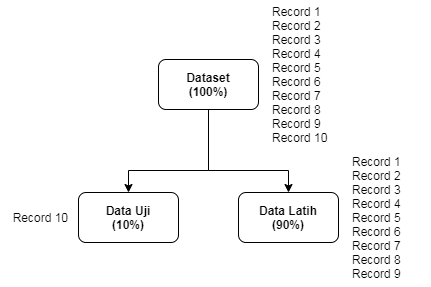 Record 1
Record 2
Record 3
Record 4
Record 5
Record 6
Record 7
Record 8
Record 9
Record 10
Dataset
(100%)
Record 10
Data Uji
(10%)
Data Latih
(90%)
Record 1
Record 2
Record 3
Record 4
Record 5
Record 6
Record 7
Record 8
Record 9